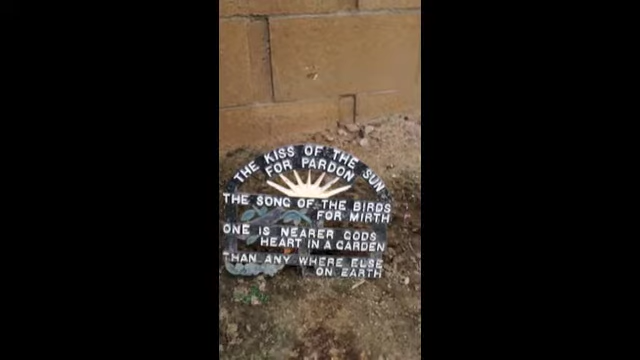 THE KISS OF THE SUN
FOR PARDON
THE SONG OF THE BIRDS
FOR MIRTH
ONE IS NEARER GODS
HEART IN A GARDEN
THAN ANY WHERE ELSE
ON EARTH